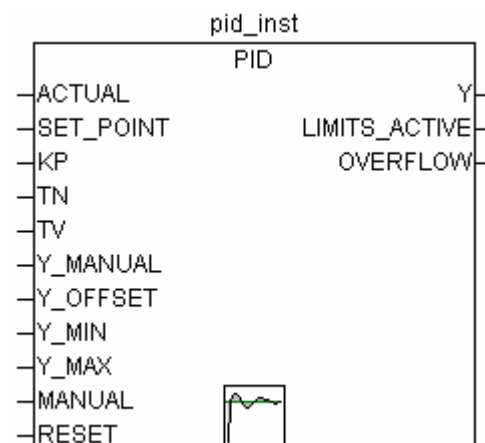 pid_inst
PID
ACTUAL Y
SET_POINT LIMITS_ACTIVE
KP OVERFLOW
TN
TV
Y_MANUAL
Y_OFFSET
Y_MIN
Y_MAX
MANUAL
RESET